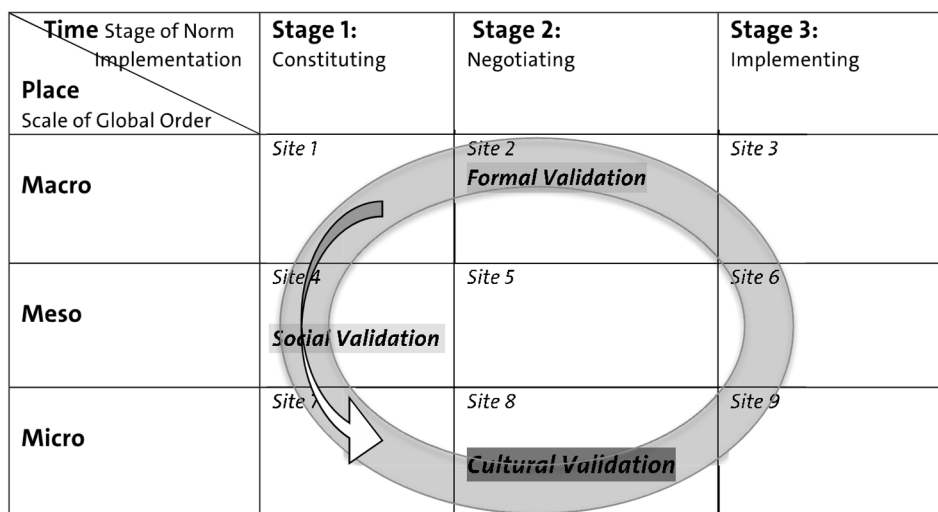 Time Stage of Norm
Implementation
Place
Scale of Global Order
Stage 1:
Constituting
Stage 2:
Negotiating
Stage 3:
Implementing
Macro
Site 1
Site 2
Formal Validation
Site 3
Meso
Site 4
Social Validation
Site 5
Site 6
Micro
Site 7
Site 8
Cultural Validation
Site 9